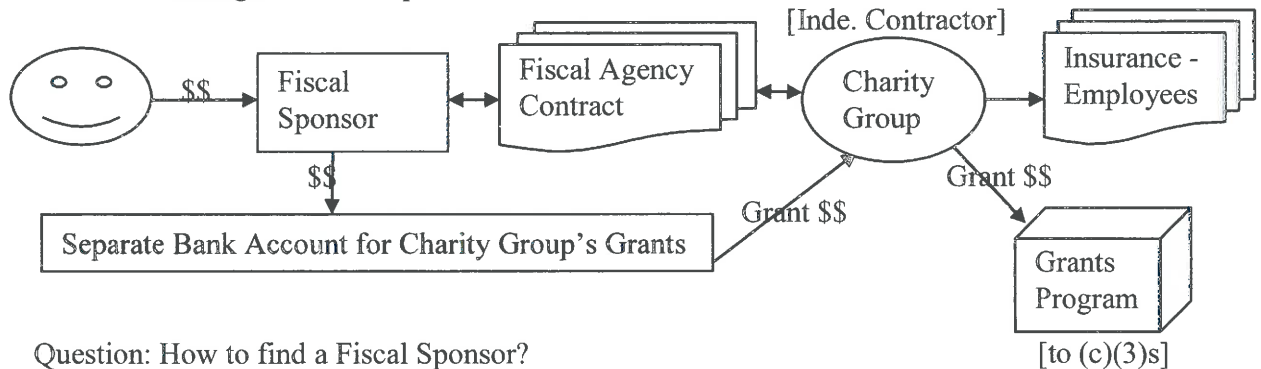 [Inde. Contractor]
$$
Fiscal
Sponsor
Fiscal Agency
Contract
Charity
Group
Insurance -
Employees
$$
Grant $$
Grant $$
Separate Bank Account for Charity Group's Grants
Grants
Program
Question: How to find a Fiscal Sponsor?
[to (c)(3)s]